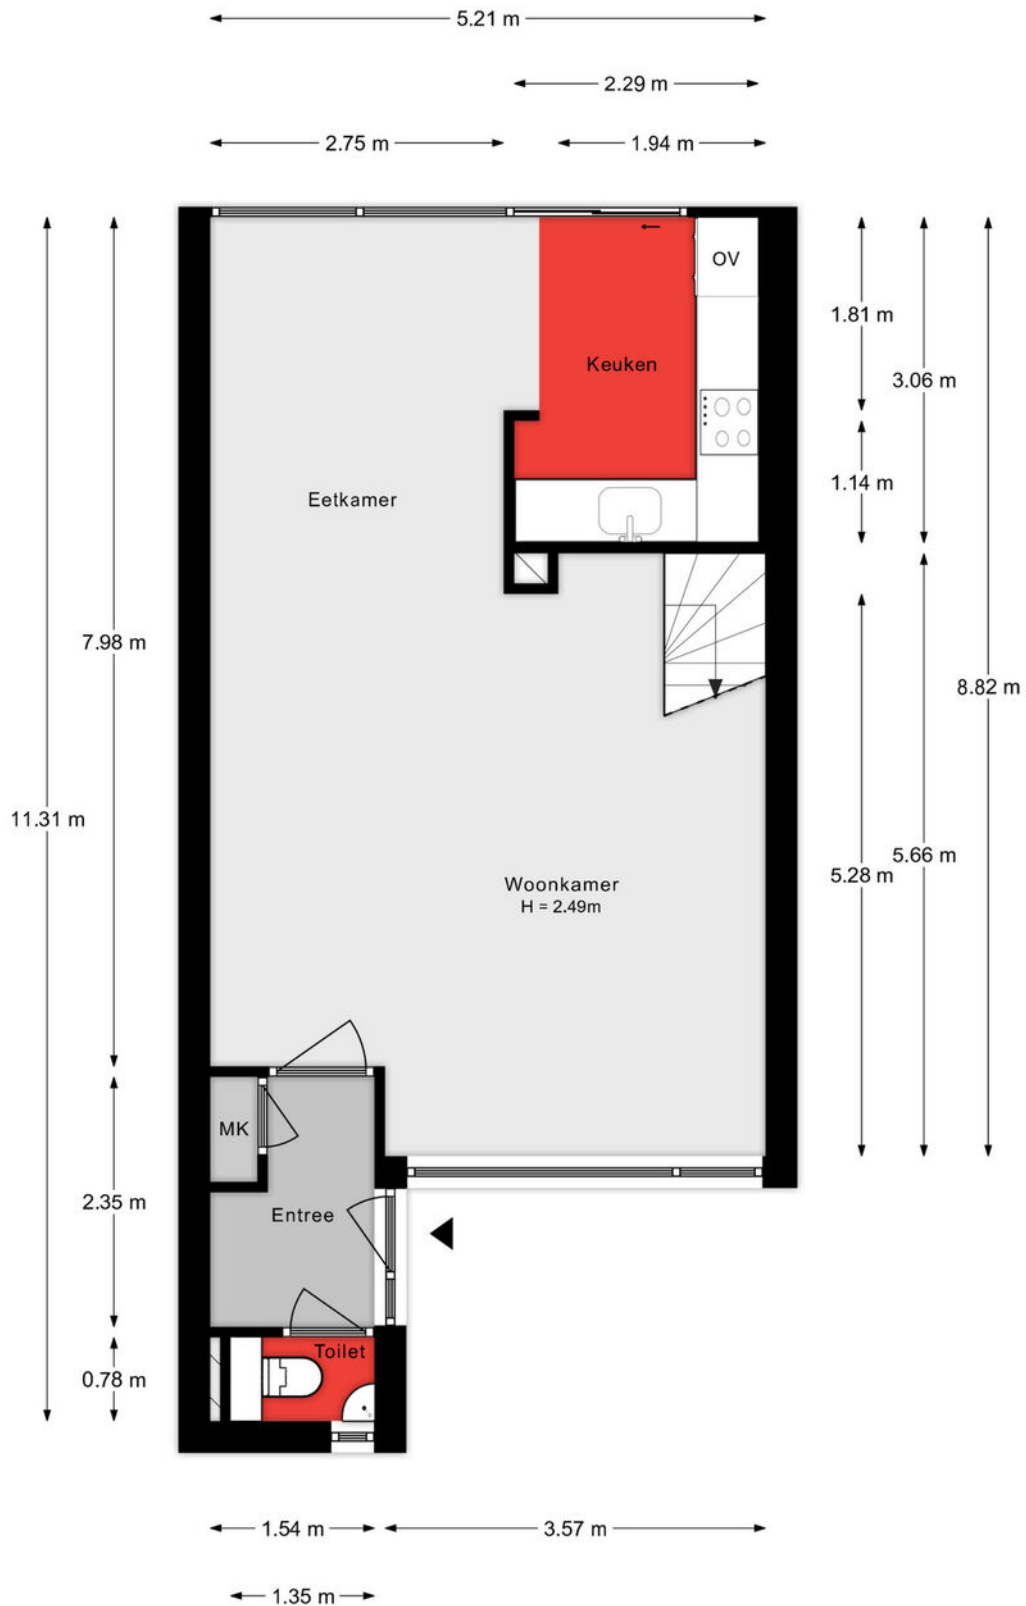 5.21 m
2.29 m
2.75 m
1.94 m
OV
1.81 m
Keuken
3.06 m
1.14 m
Eetkamer
7.98 m
8.82 m
11.31 m
5.66 m
5.28 m
Woonkamer
H = 2.49m
MK
2.35 m
Entree
Toilet
0.78 m
1.54 m
3.57 m
1.35 m